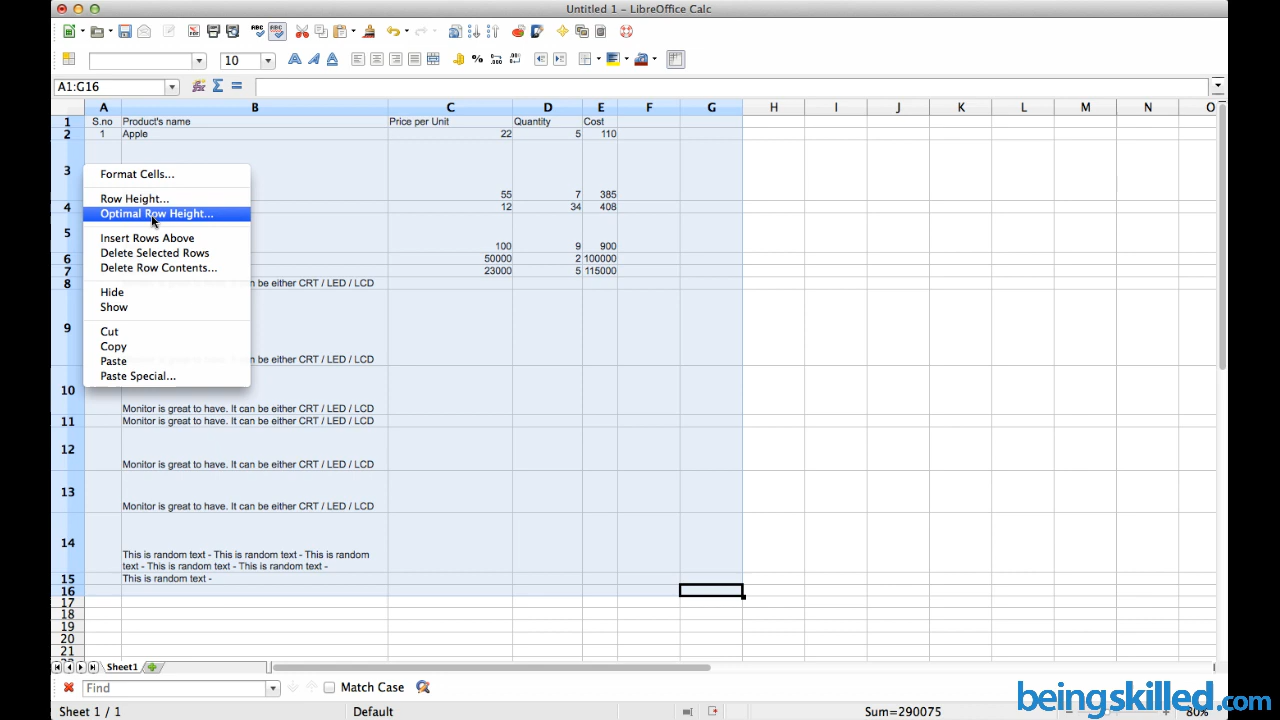 Untitled 1 - LibreOffice Calc
10
A1:G16
A B C D E F G H I J K L M N O
1 S.no Product's name Price per Unit Quantity Cost
2 1 Apple 22 5 110
3 55 7 385
4 12 34 408
5 100 9 900
6 50000 2 100000
7 23000 5 115000
8 n be either CRT / LED / LCD
9 n be either CRT / LED / LCD
10 Monitor is great to have. It can be either CRT / LED / LCD
11 Monitor is great to have. It can be either CRT / LED / LCD
12 Monitor is great to have. It can be either CRT / LED / LCD
13 Monitor is great to have. It can be either CRT / LED / LCD
14 This is random text - This is random text - This is random
text - This is random text - This is random text -
15 This is random text -
16
17
18
19
20
21
Format Cells...
Row Height...
Optimal Row Height...
Insert Rows Above
Delete Selected Rows
Delete Row Contents...
Hide
Show
Cut
Copy
Paste
Paste Special...
Sheet1
Find Match Case
Sheet 1 / 1 Default Sum=290075 80%
beingskilled.com